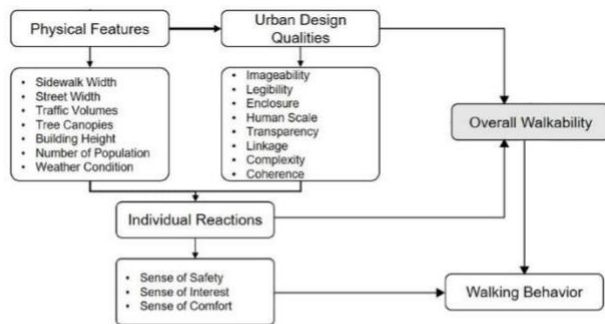 Physical Features
Urban Design
Qualities
• Sidewalk Width
• Street Width
• Traffic Volumes
• Tree Canopies
• Building Height
• Number of Population
• Weather Condition
• Imageability
• Legibility
• Enclosure
• Human Scale
• Transparency
• Linkage
• Complexity
• Coherence
Overall Walkability
Individual Reactions
• Sense of Safety
• Sense of Interest
• Sense of Comfort
Walking Behavior